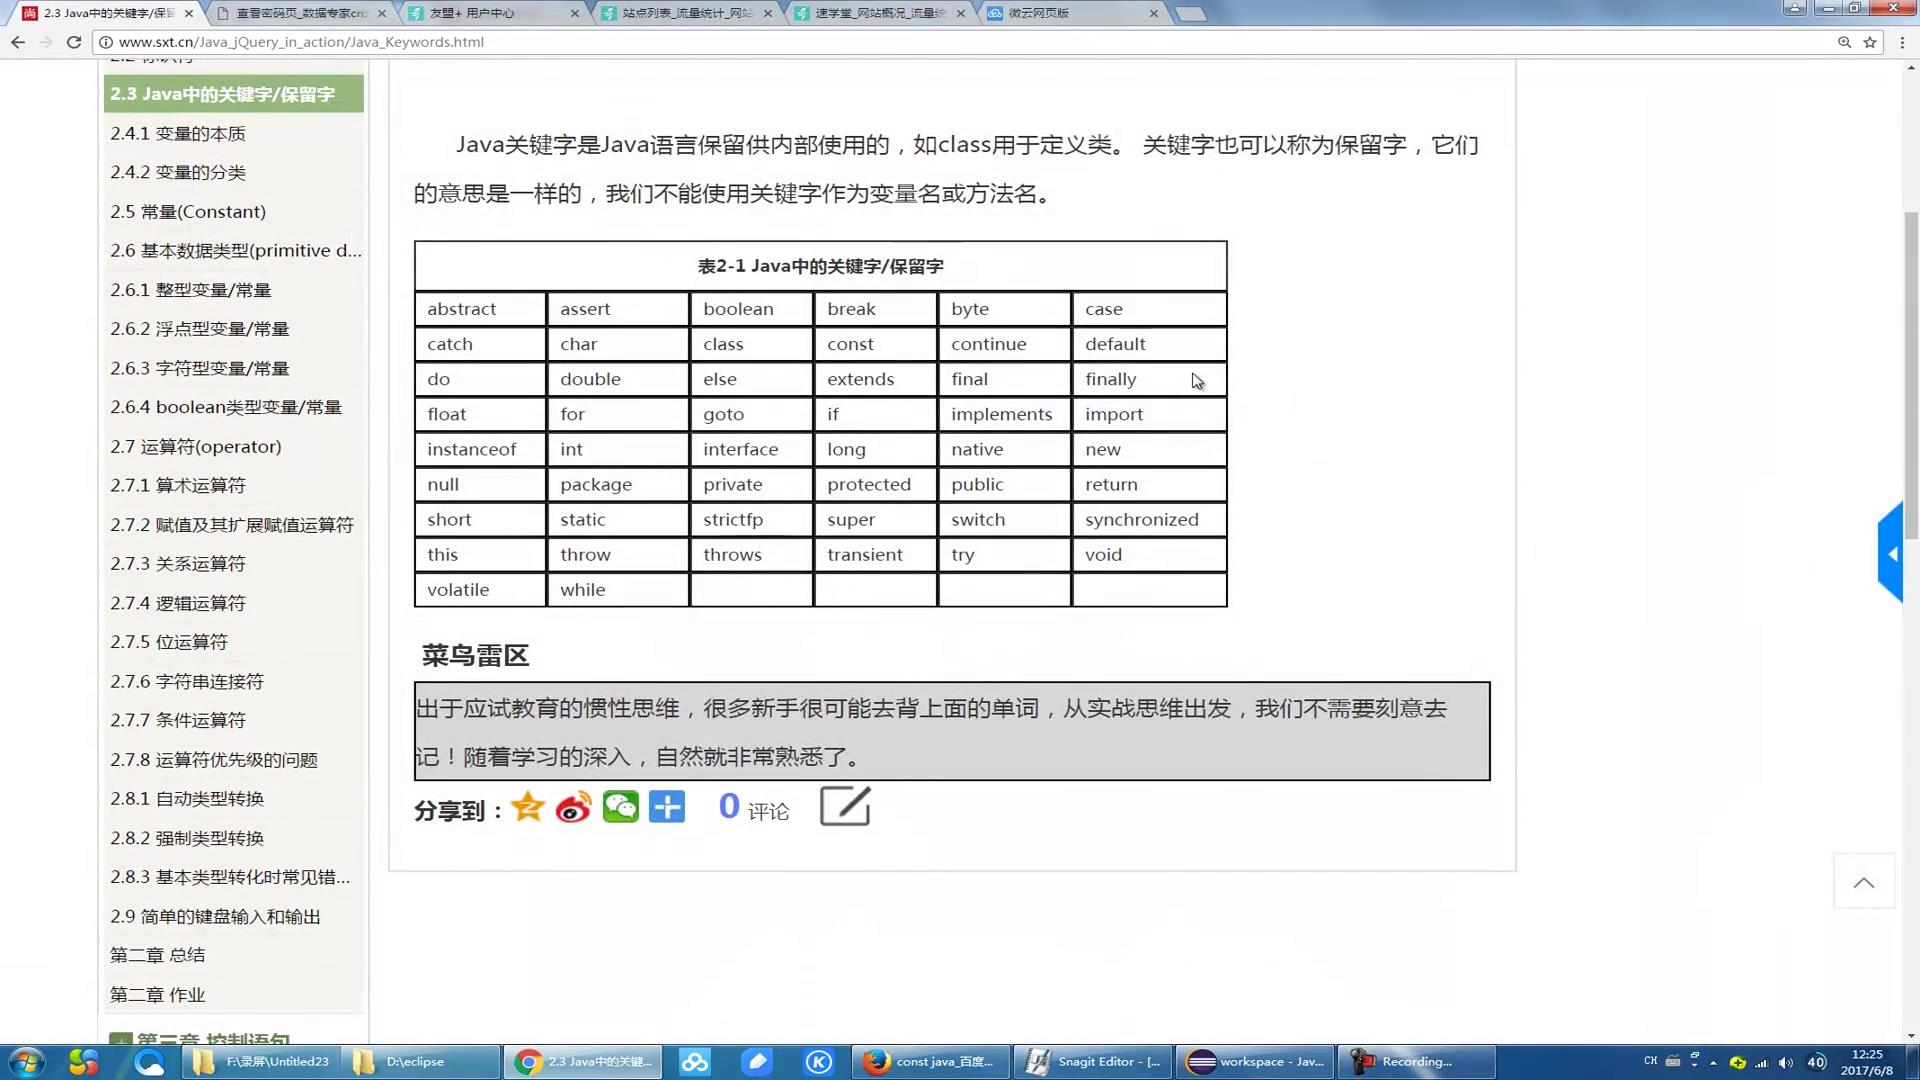 2.3 Java中的关键字/保留
查看密码页_数据专家cn
友盟+ 用户中心
站点列表_流量统计_网站
速学堂_网站概况_流量统
微云网页版
www.sxt.cn/Java_jQuery_in_action/Java_Keywords.html
2.3 Java中的关键字/保留字
2.4.1 变量的本质
2.4.2 变量的分类
2.5 常量(Constant)
2.6 基本数据类型(primitive d...
2.6.1 整型变量/常量
2.6.2 浮点型变量/常量
2.6.3 字符型变量/常量
2.6.4 boolean类型变量/常量
2.7 运算符(operator)
2.7.1 算术运算符
2.7.2 赋值及其扩展赋值运算符
2.7.3 关系运算符
2.7.4 逻辑运算符
2.7.5 位运算符
2.7.6 字符串连接符
2.7.7 条件运算符
2.7.8 运算符优先级的问题
2.8.1 自动类型转换
2.8.2 强制类型转换
2.8.3 基本类型转化时常见错...
2.9 简单的键盘输入和输出
第二章 总结
第二章 作业
第三章 控制语句
Java关键字是Java语言保留供内部使用的，如class用于定义类。 关键字也可以称为保留字，它们
的意思是一样的，我们不能使用关键字作为变量名或方法名。
表2-1 Java中的关键字/保留字
abstract assert boolean break byte case
catch char class const continue default
do double else extends final finally
float for goto if implements import
instanceof int interface long native new
null package private protected public return
short static strictfp super switch synchronized
this throw throws transient try void
volatile while
菜鸟雷区
出于应试教育的惯性思维，很多新手很可能去背上面的单词，从实战思维出发，我们不需要刻意去
记！随着学习的深入，自然就非常熟悉了。
分享到： 0 评论
F:\录屏\Untitled23
D:\eclipse
2.3 Java中的关键...
const java_百度...
Snagit Editor - [...
workspace - Jav...
Recording...
CH
40
12:25
2017/6/8